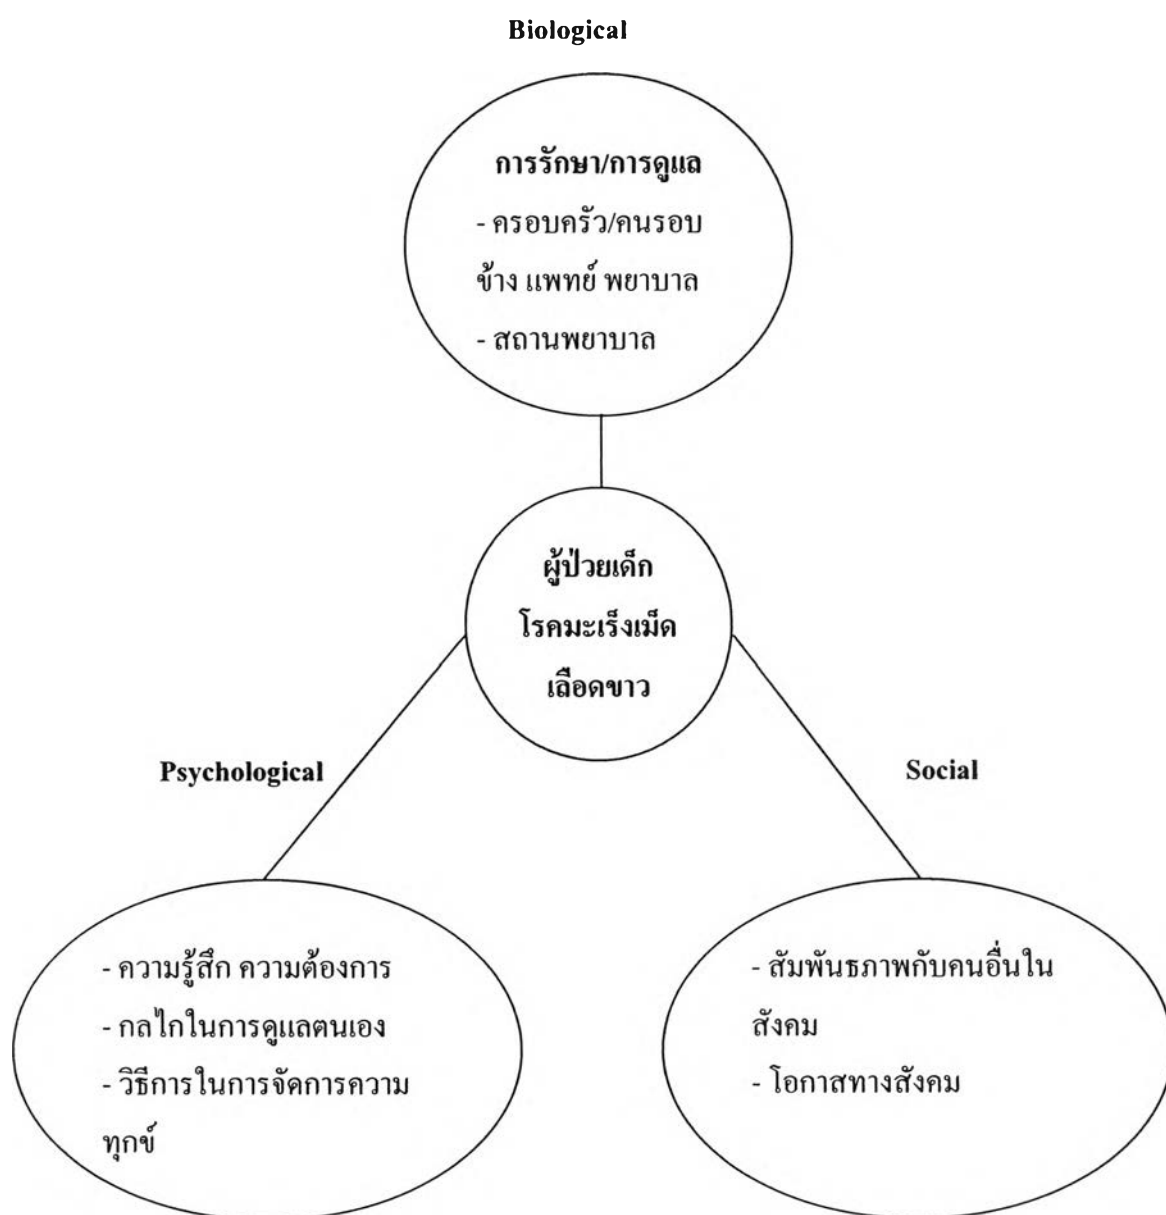 Biological
การรักษา/การดูแล
- ครอบครัว/คนรอบ
ข้าง แพทย์ พยาบาล
- สถานพยาบาล
ผู้ป่วยเด็ก
โรคมะเร็งเม็ด
เลือดขาว
Psychological
Social
- ความรู้สึก ความต้องการ
- กลไกในการดูแลตนเอง
- วิธีการในการจัดการความ
ทุกข์
- สัมพันธภาพกับคนอื่นใน
สังคม
- โอกาสทางสังคม